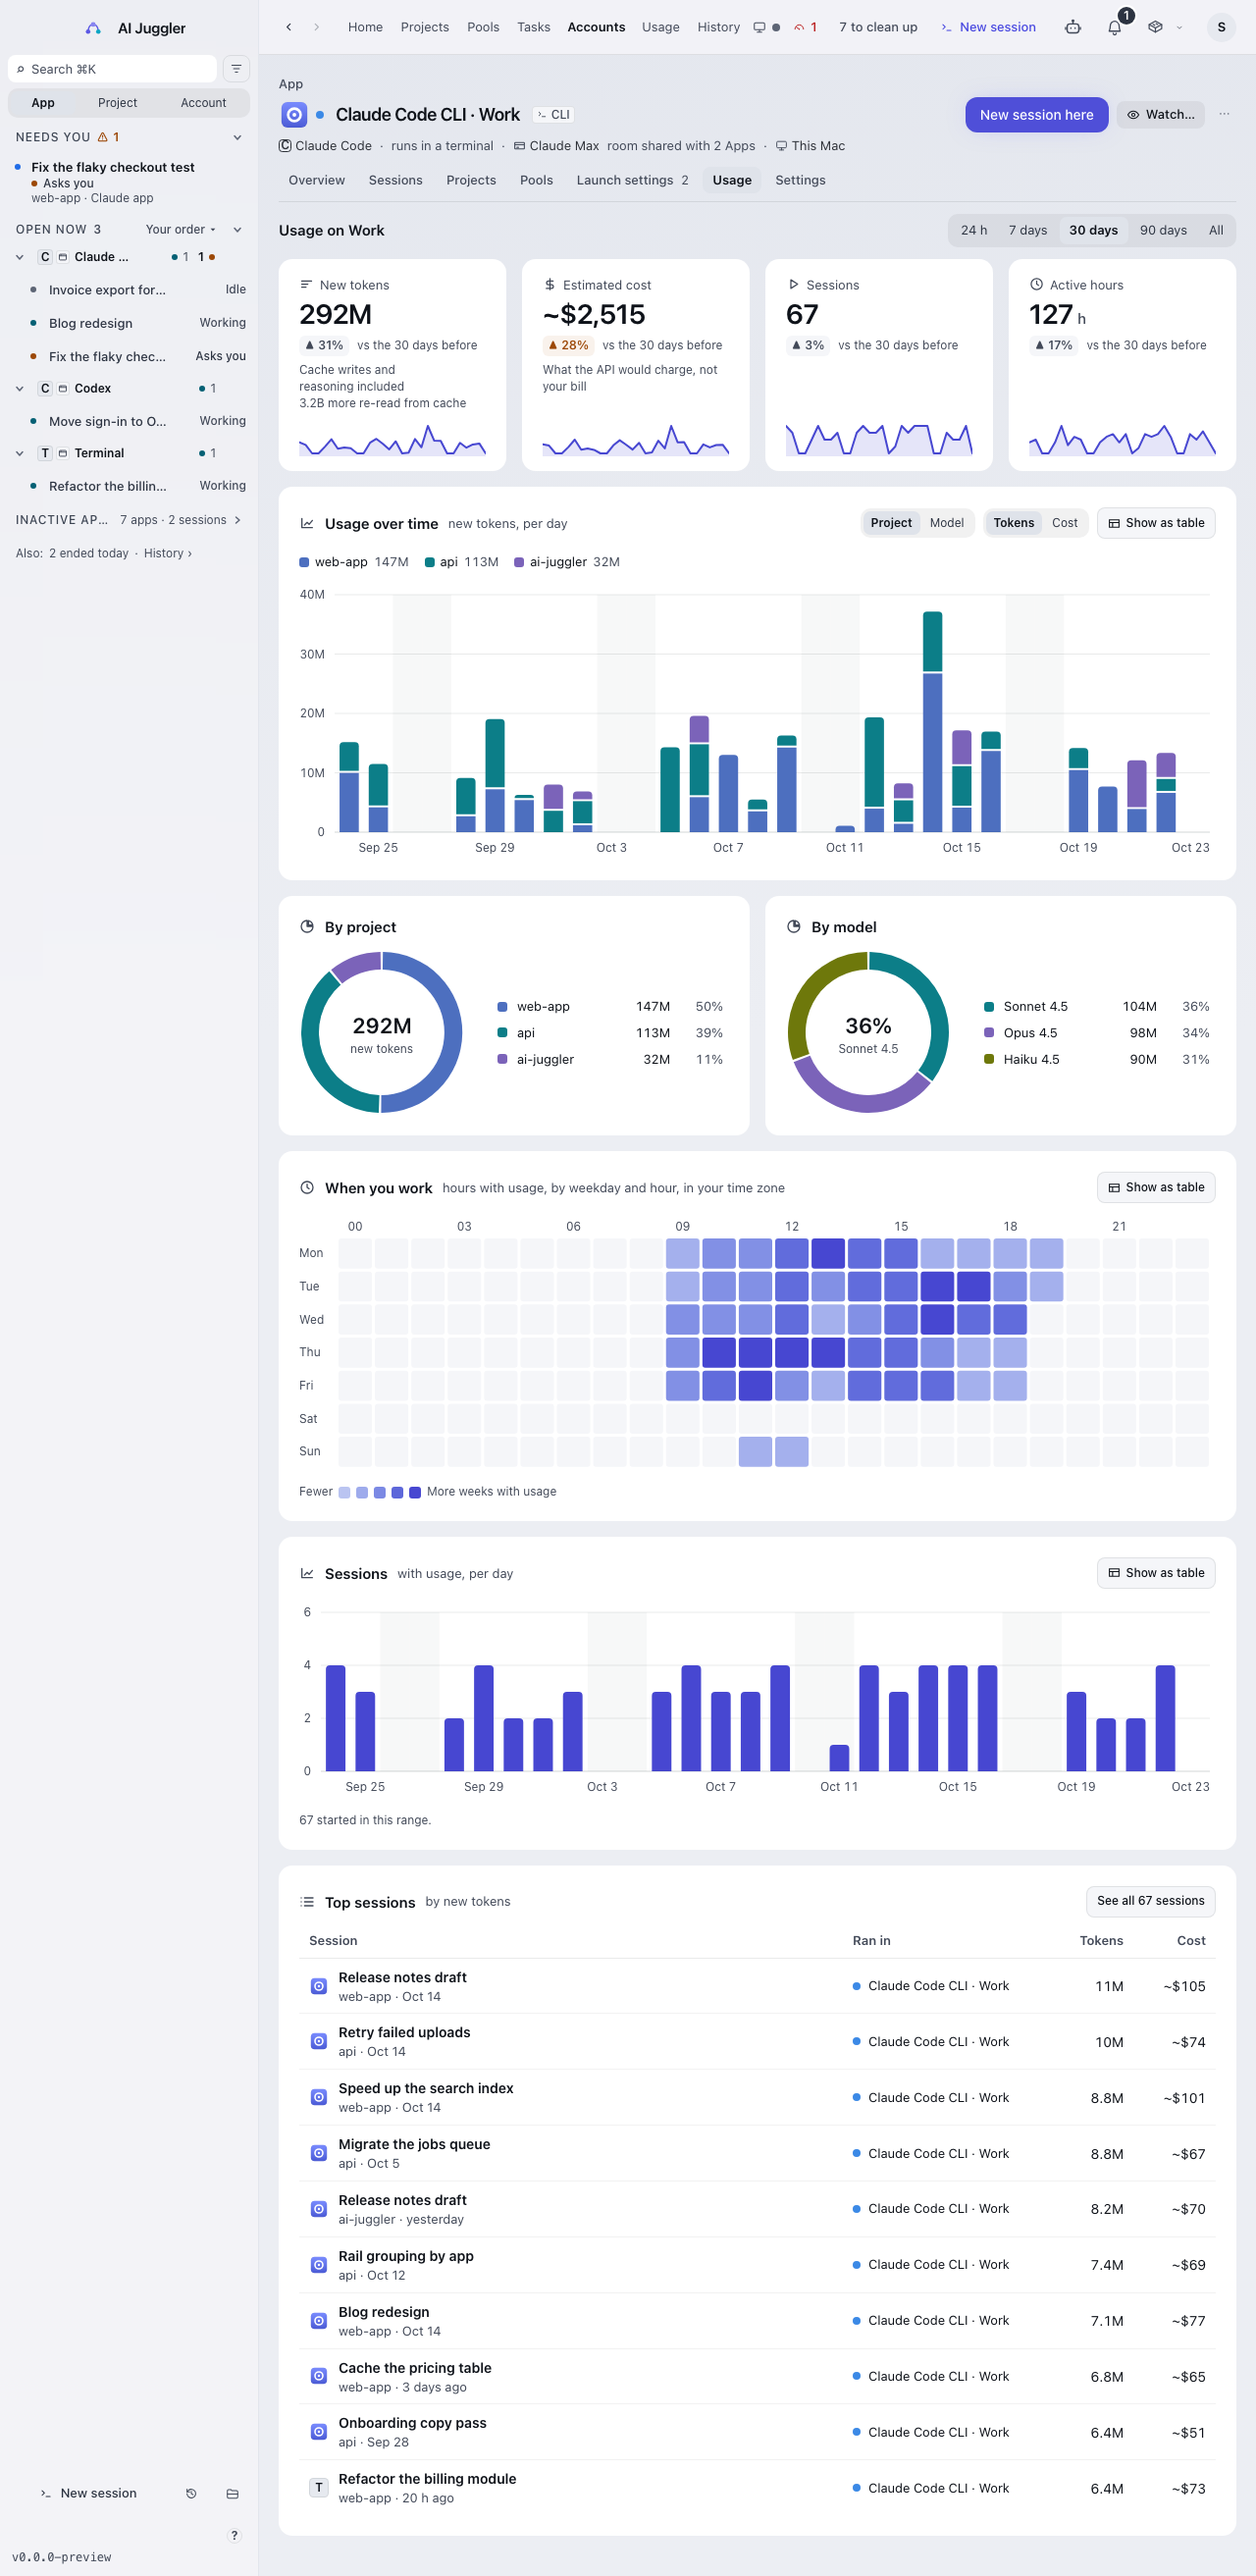 AI Juggler
Search ⌘K
App Project Account
NEEDS YOU 1
Fix the flaky checkout test
Asks you
web-app · Claude app
OPEN NOW 3 Your order
C Claude ... 1 1
Invoice export for... Idle
Blog redesign Working
Fix the flaky chec... Asks you
C Codex 1
Move sign-in to O... Working
T Terminal 1
Refactor the billin... Working
INACTIVE AP... 7 apps · 2 sessions
Also: 2 ended today · History ›
New session
?
v0.0.0-preview
Home Projects Pools Tasks Accounts Usage History 1 7 to clean up New session 1 S
App
Claude Code CLI · Work CLI
New session here Watch... ...
C Claude Code · runs in a terminal · Claude Max room shared with 2 Apps · This Mac
Overview Sessions Projects Pools Launch settings 2 Usage Settings
Usage on Work
24 h 7 days 30 days 90 days All
New tokens
292M
31% vs the 30 days before
Cache writes and
reasoning included
3.2B more re-read from cache
Estimated cost
~$2,515
28% vs the 30 days before
What the API would charge, not
your bill
Sessions
67
3% vs the 30 days before
Active hours
127 h
17% vs the 30 days before
Usage over time new tokens, per day
Project Model Tokens Cost Show as table
web-app 147M api 113M ai-juggler 32M
40M
30M
20M
10M
0
Sep 25 Sep 29 Oct 3 Oct 7 Oct 11 Oct 15 Oct 19 Oct 23
By project
292M
new tokens
web-app 147M 50%
api 113M 39%
ai-juggler 32M 11%
By model
36%
Sonnet 4.5
Sonnet 4.5 104M 36%
Opus 4.5 98M 34%
Haiku 4.5 90M 31%
When you work hours with usage, by weekday and hour, in your time zone Show as table
00 03 06 09 12 15 18 21
Mon
Tue
Wed
Thu
Fri
Sat
Sun
Fewer More weeks with usage
Sessions with usage, per day Show as table
6
4
2
0
Sep 25 Sep 29 Oct 3 Oct 7 Oct 11 Oct 15 Oct 19 Oct 23
67 started in this range.
Top sessions by new tokens See all 67 sessions
Session Ran in Tokens Cost
Release notes draft
web-app · Oct 14
Claude Code CLI · Work 11M ~$105
Retry failed uploads
api · Oct 14
Claude Code CLI · Work 10M ~$74
Speed up the search index
web-app · Oct 14
Claude Code CLI · Work 8.8M ~$101
Migrate the jobs queue
api · Oct 5
Claude Code CLI · Work 8.8M ~$67
Release notes draft
ai-juggler · yesterday
Claude Code CLI · Work 8.2M ~$70
Rail grouping by app
api · Oct 12
Claude Code CLI · Work 7.4M ~$69
Blog redesign
web-app · Oct 14
Claude Code CLI · Work 7.1M ~$77
Cache the pricing table
web-app · 3 days ago
Claude Code CLI · Work 6.8M ~$65
Onboarding copy pass
api · Sep 28
Claude Code CLI · Work 6.4M ~$51
T
Refactor the billing module
web-app · 20 h ago
Claude Code CLI · Work 6.4M ~$73